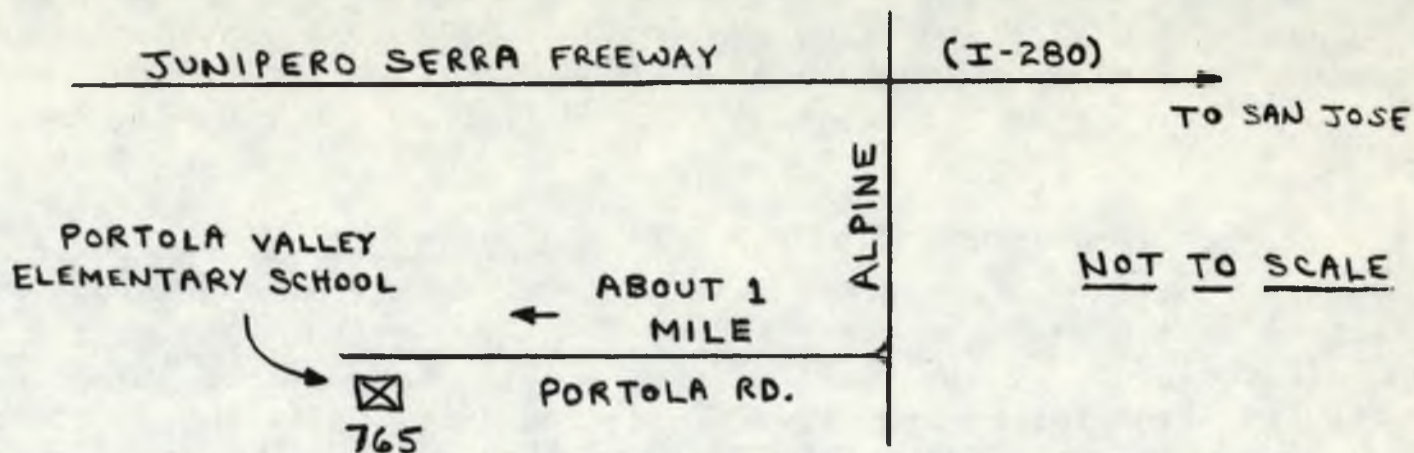 JUNIPERO SERRA FREEWAY
(I-280)
TO SAN JOSE
ALPINE
PORTOLA VALLEY
ELEMENTARY SCHOOL
ABOUT 1
MILE
NOT TO SCALE
PORTOLA RD.
765